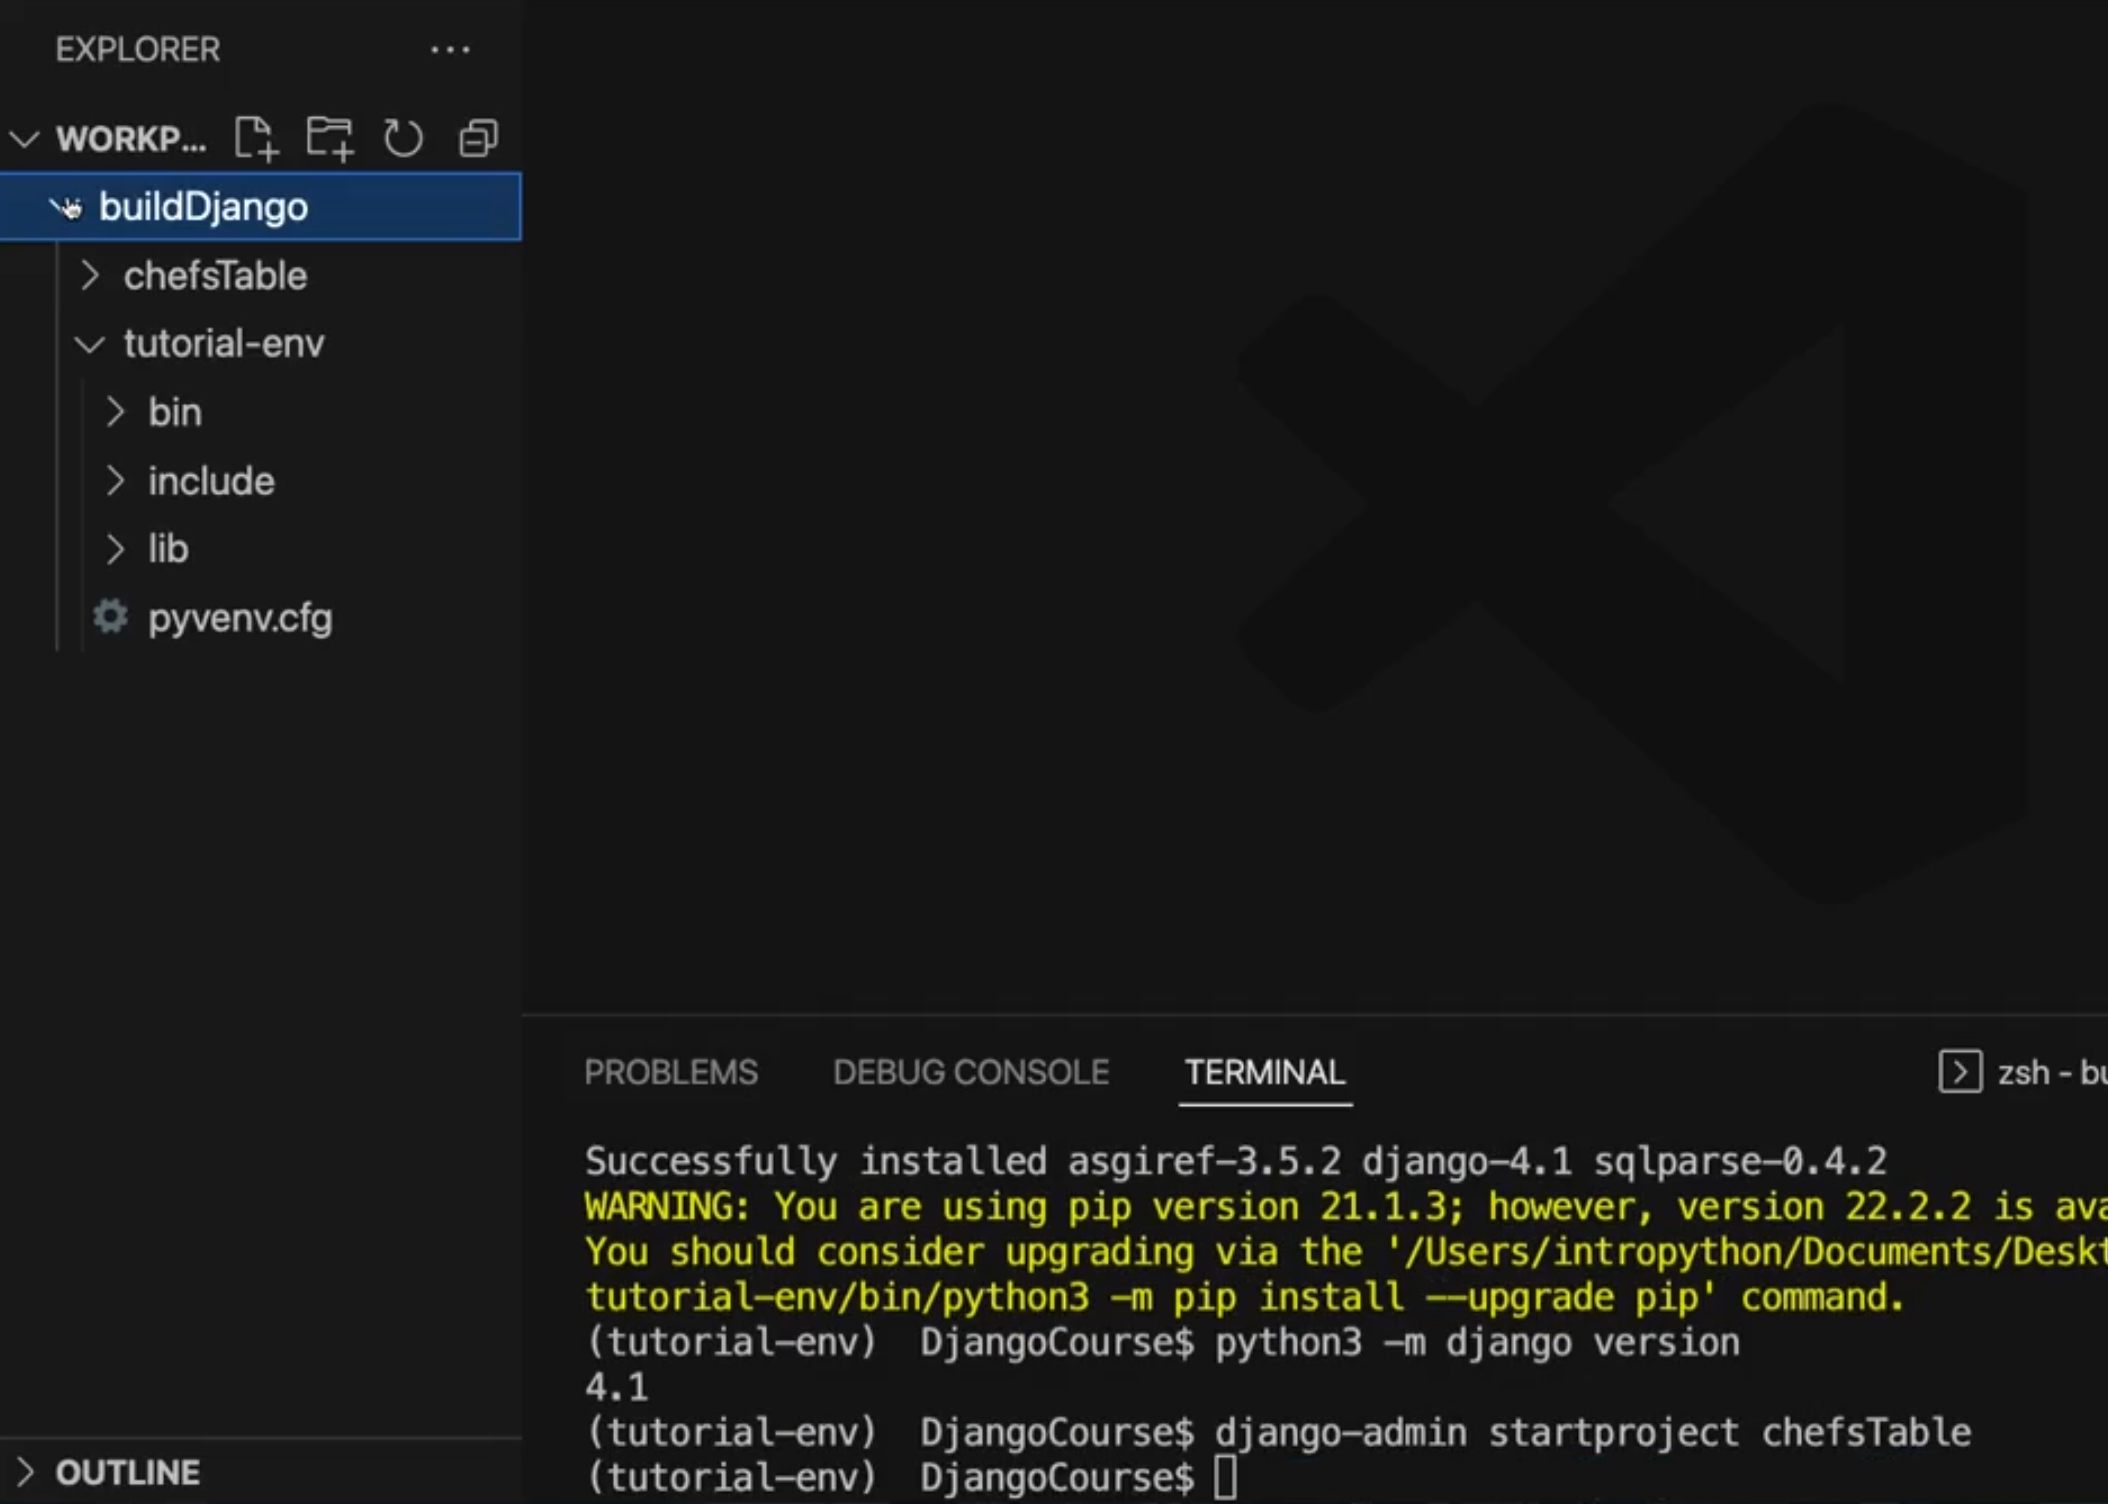 EXPLORER
WORKP...
buildDjango
chefsTable
tutorial-env
bin
include
lib
pyvenv.cfg
OUTLINE
PROBLEMS DEBUG CONSOLE TERMINAL zsh - bu
Successfully installed asgiref-3.5.2 django-4.1 sqlparse-0.4.2
WARNING: You are using pip version 21.1.3; however, version 22.2.2 is ava
You should consider upgrading via the '/Users/intropython/Documents/Deskt
tutorial-env/bin/python3 -m pip install --upgrade pip' command.
(tutorial-env) DjangoCourse$ python3 -m django version
4.1
(tutorial-env) DjangoCourse$ django-admin startproject chefsTable
(tutorial-env) DjangoCourse$